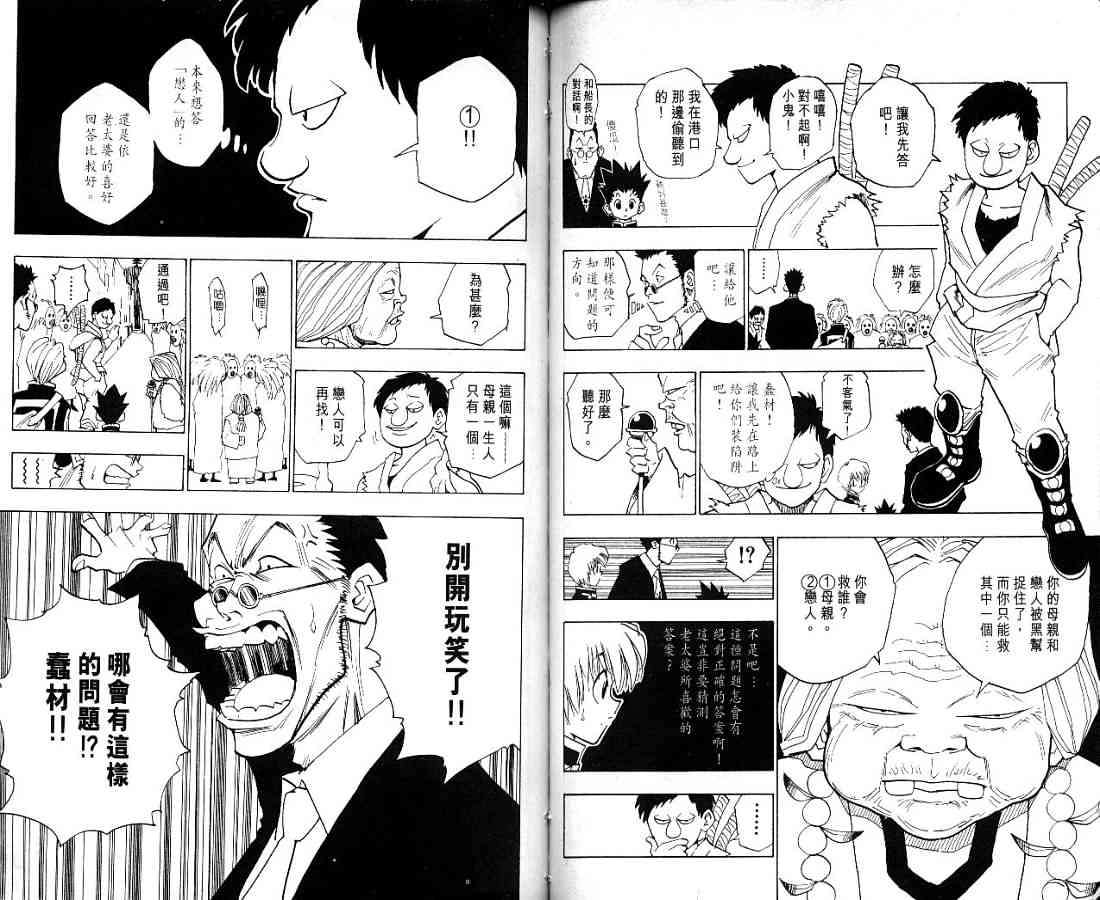 讓我先答
吧！
嘻嘻！
對不起啊！
小鬼！
我在港口
那邊偷聽到
的！
和船長的
對話啊！
傻瓜…
怎麼
辦？
……
讓給他
吧…
那樣便可
知道問題的
方向。
不客氣了！
蠢材！
讓我先在路上
給你們裝陷阱
吧！
那麼
聽好了。
你的母親和
戀人被黑幫
捉住了，
而你只能救
其中一個…
你會
救誰？
①母親。
②戀人。
!?
不是吧…
這種問題怎會有
絕對正確的答案啊！
這豈非要猜測
老太婆所喜歡的
答案？
……
①!!
本來想答
「戀人」的…
還是依
老太婆的喜好
回答比較好。
為甚麼？
這個嘛——
母親一生人
只有一個…
戀人可以
再找！
嘰哩…
咕嚕…
通過吧！
……
別開玩笑了!!
哪會有這樣
的問題!?
蠢材!!